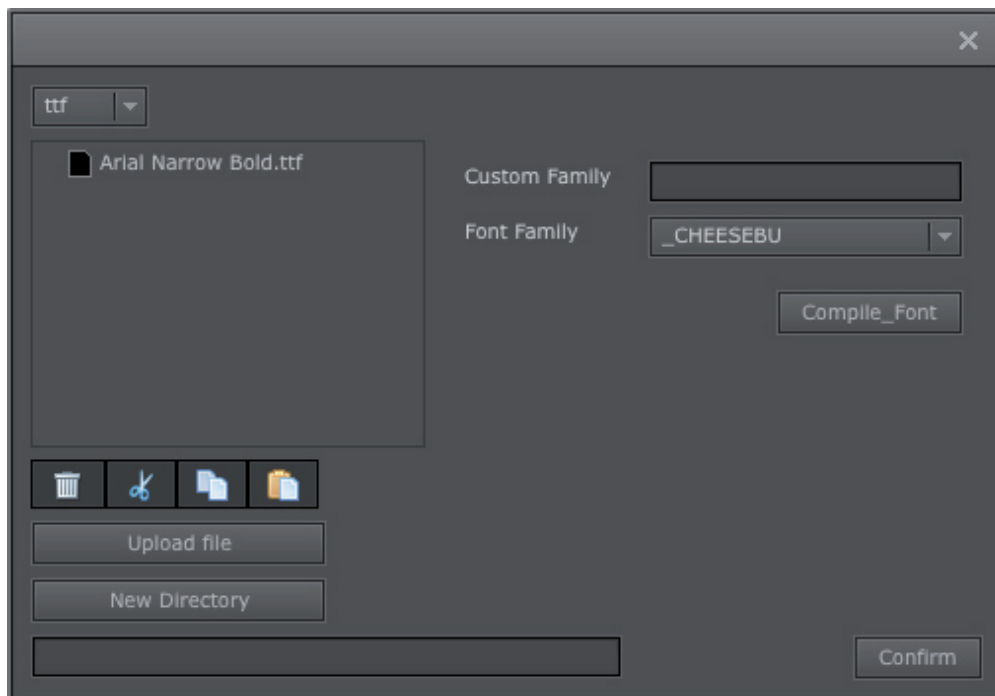 ttf
Arial Narrow Bold.ttf
Custom Family
Font Family
_CHEESEBU
Compile_Font
Upload file
New Directory
Confirm